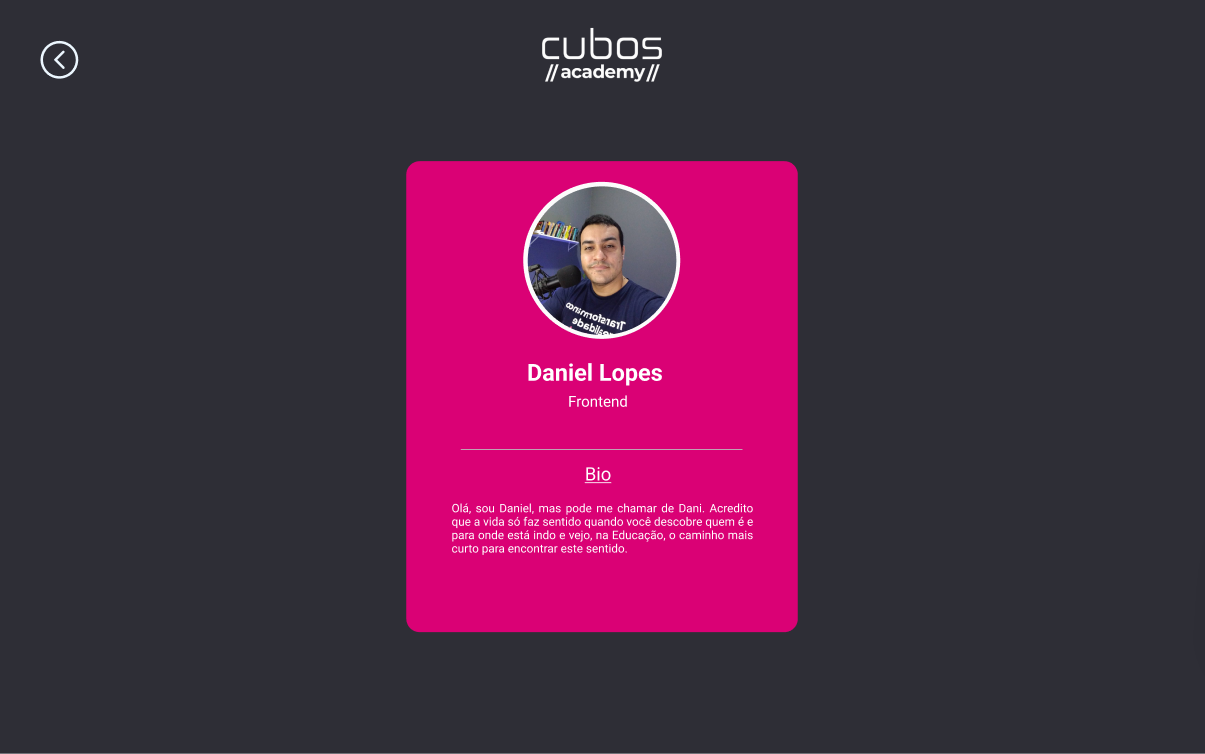 cubos
//academy//
Daniel Lopes
Frontend
Bio
Olá, sou Daniel, mas pode me chamar de Dani. Acredito
que a vida só faz sentido quando você descobre quem é e
para onde está indo e vejo, na Educação, o caminho mais
curto para encontrar este sentido.